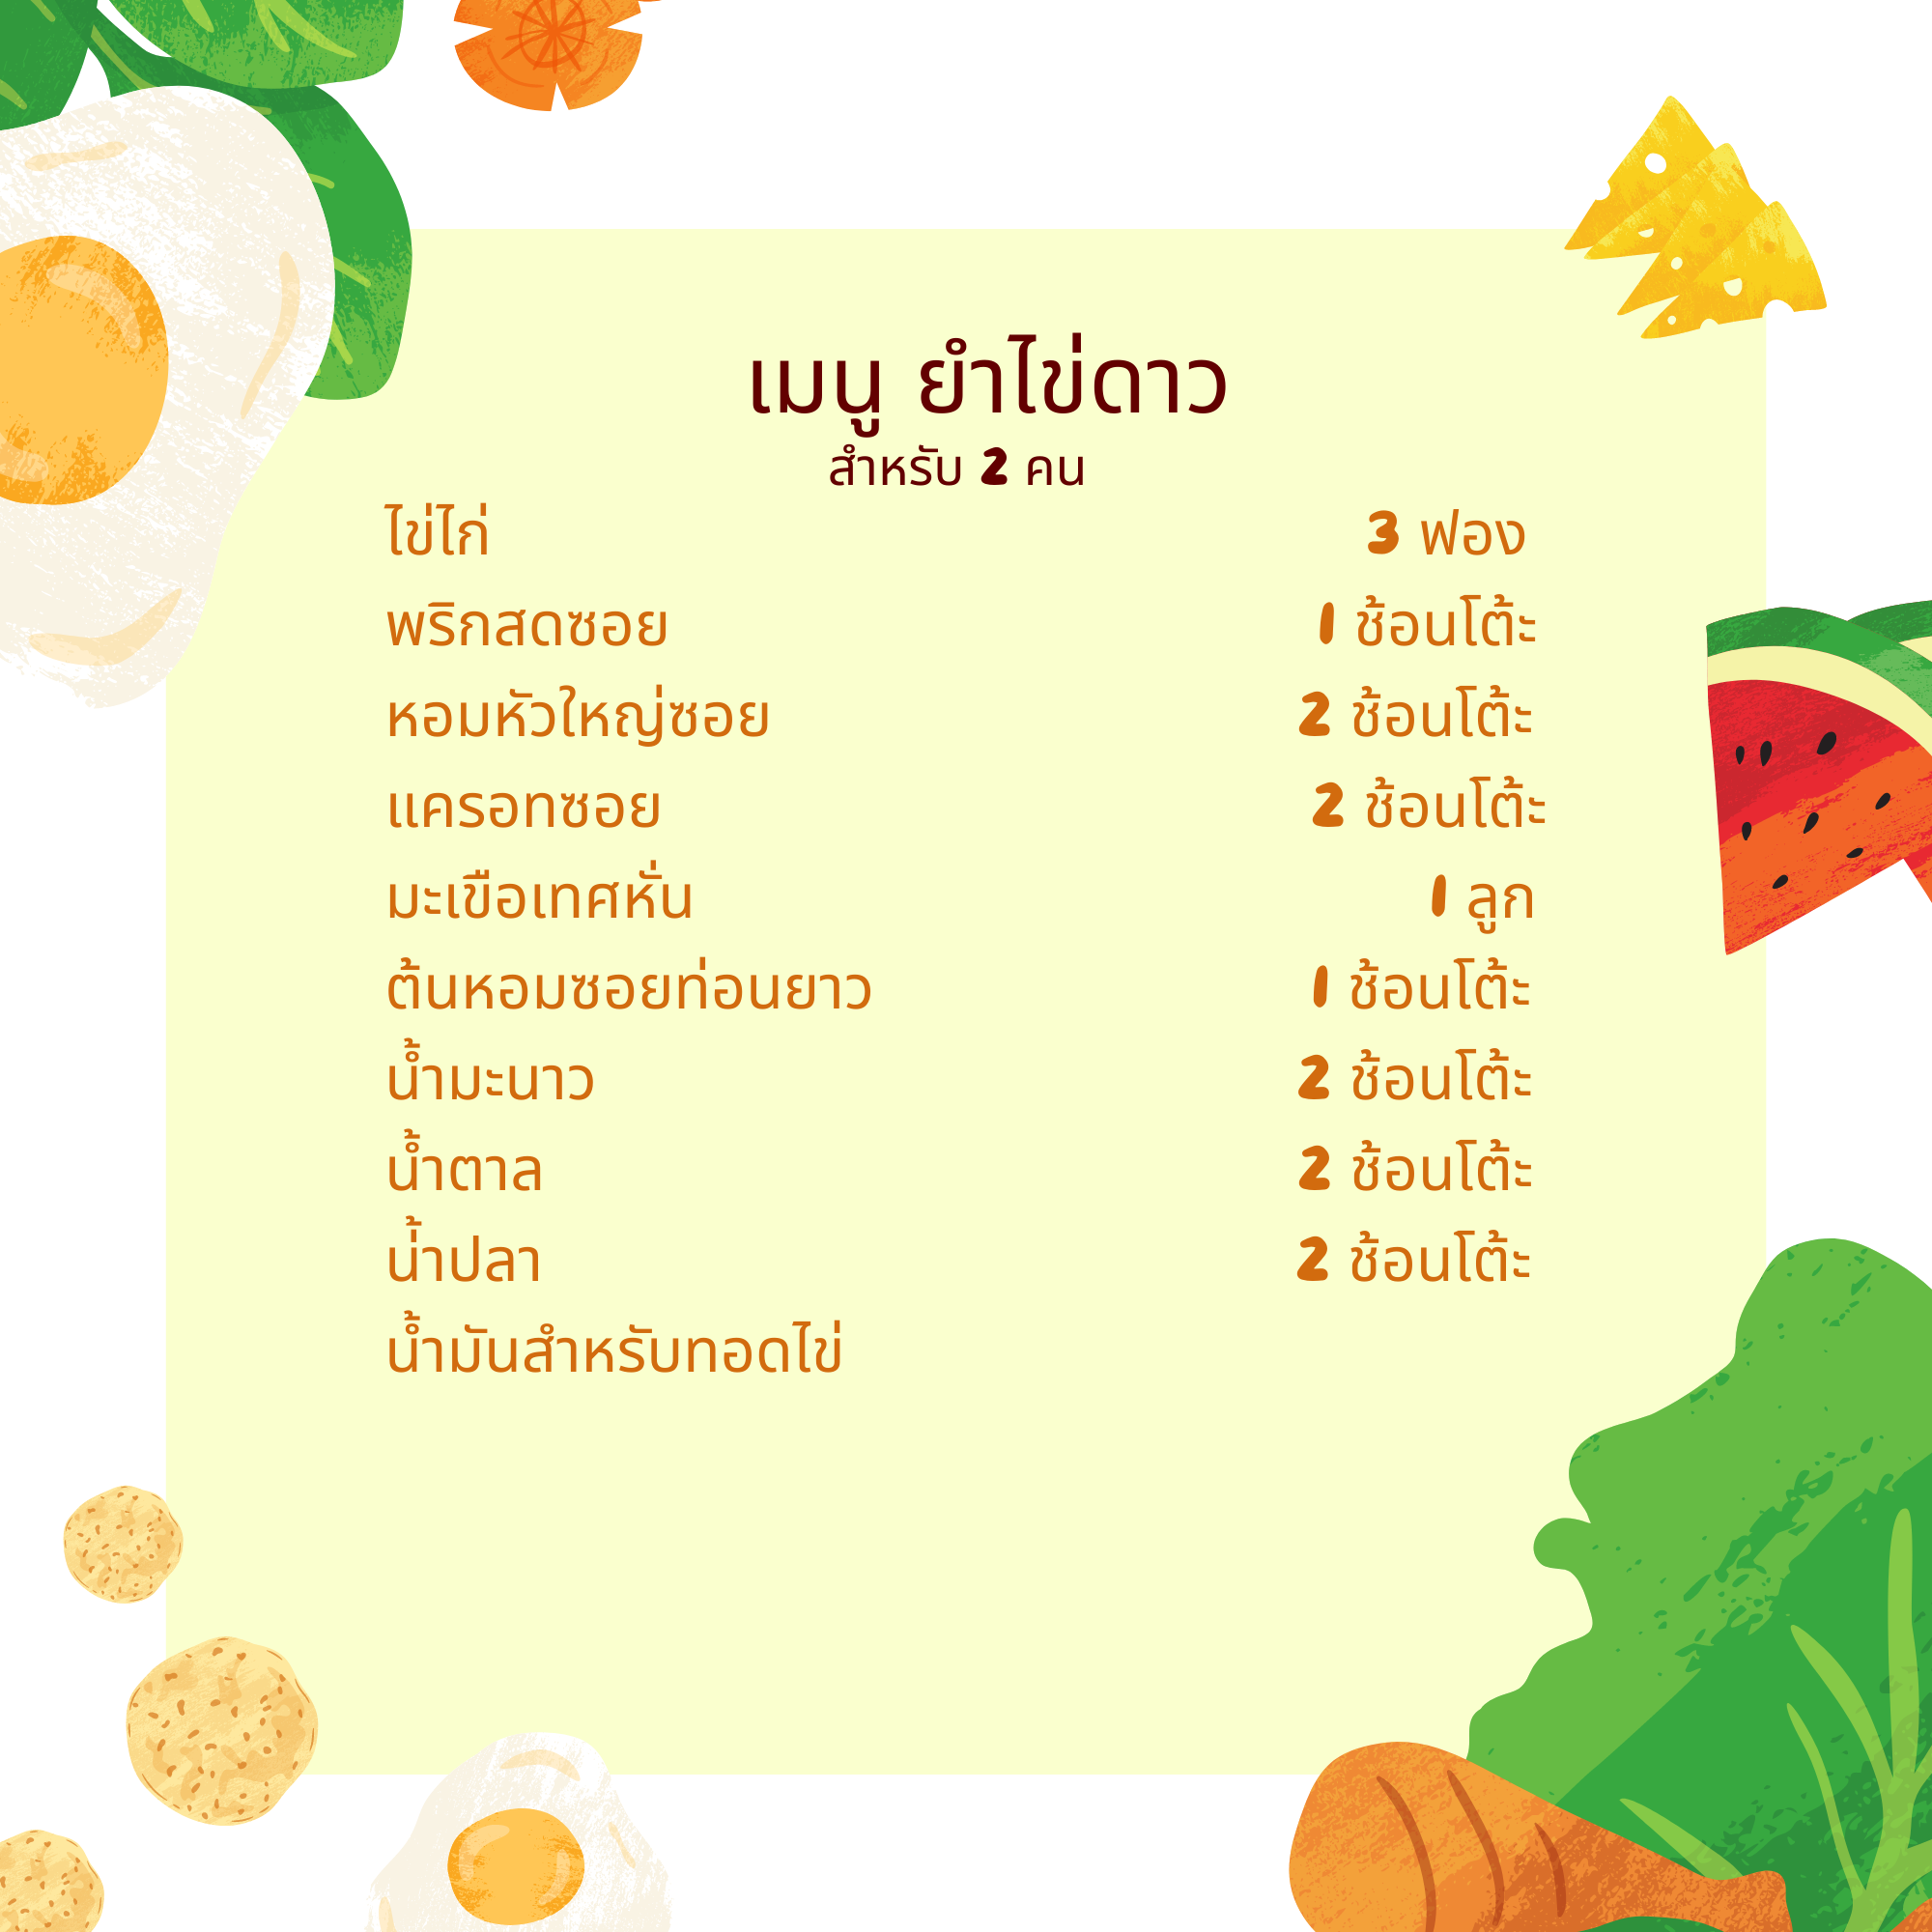 เมนู ยำไข่ดาว
สำหรับ 2 คน
ไข่ไก่ 3 ฟอง
พริกสดซอย 1 ช้อนโต้ะ
หอมหัวใหญ่ซอย 2 ช้อนโต้ะ
แครอทซอย 2 ช้อนโต้ะ
มะเขือเทศหั่น 1 ลูก
ต้นหอมซอยท่อนยาว 1 ช้อนโต้ะ
น้ำมะนาว 2 ช้อนโต้ะ
น้ำตาล 2 ช้อนโต้ะ
น่้าปลา 2 ช้อนโต้ะ
น้ำมันสำหรับทอดไข่